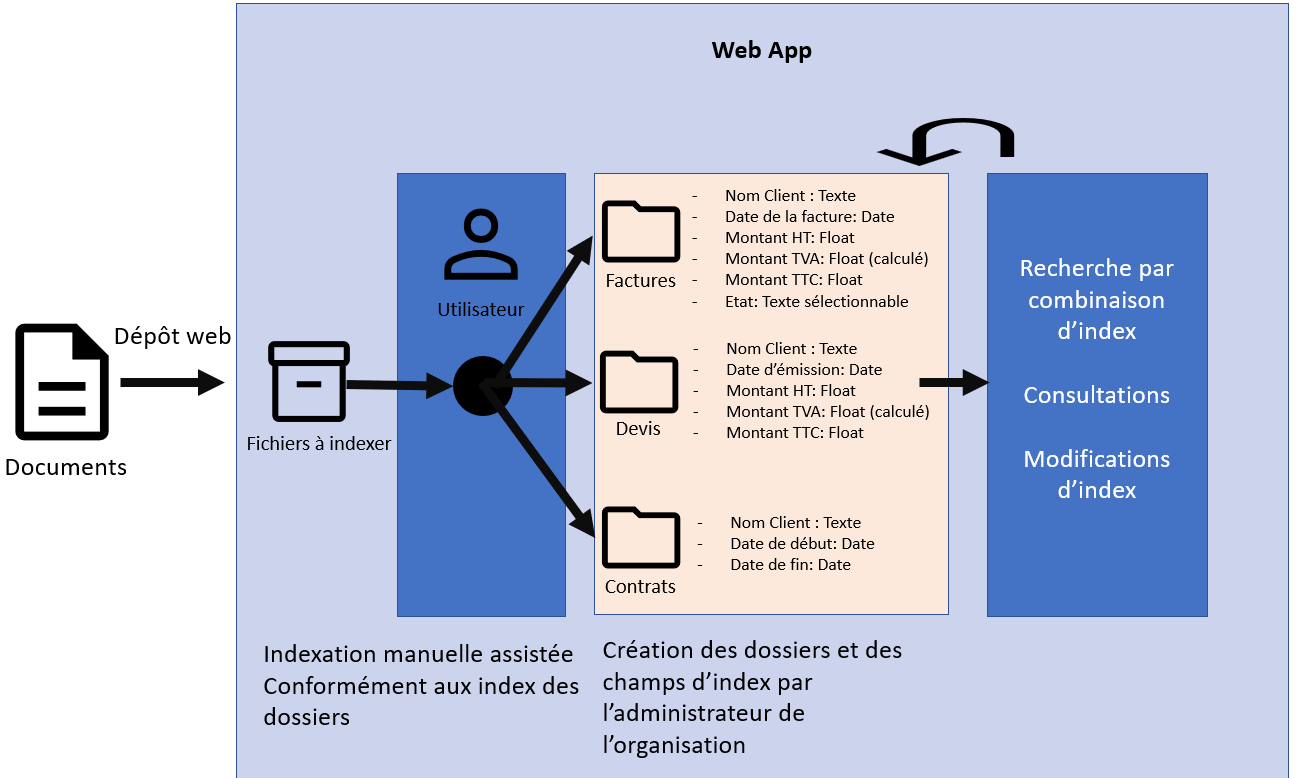 Web App
Documents
Dépôt web
Fichiers à indexer
Utilisateur
Factures
- Nom Client : Texte
- Date de la facture: Date
- Montant HT: Float
- Montant TVA: Float (calculé)
- Montant TTC: Float
- Etat: Texte sélectionnable
Devis
- Nom Client : Texte
- Date d’émission: Date
- Montant HT: Float
- Montant TVA: Float (calculé)
- Montant TTC: Float
Contrats
- Nom Client : Texte
- Date de début: Date
- Date de fin: Date
Recherche par
combinaison
d’index
Consultations
Modifications
d’index
Indexation manuelle assistée
Conformément aux index des
dossiers
Création des dossiers et des
champs d’index par
l’administrateur de
l’organisation